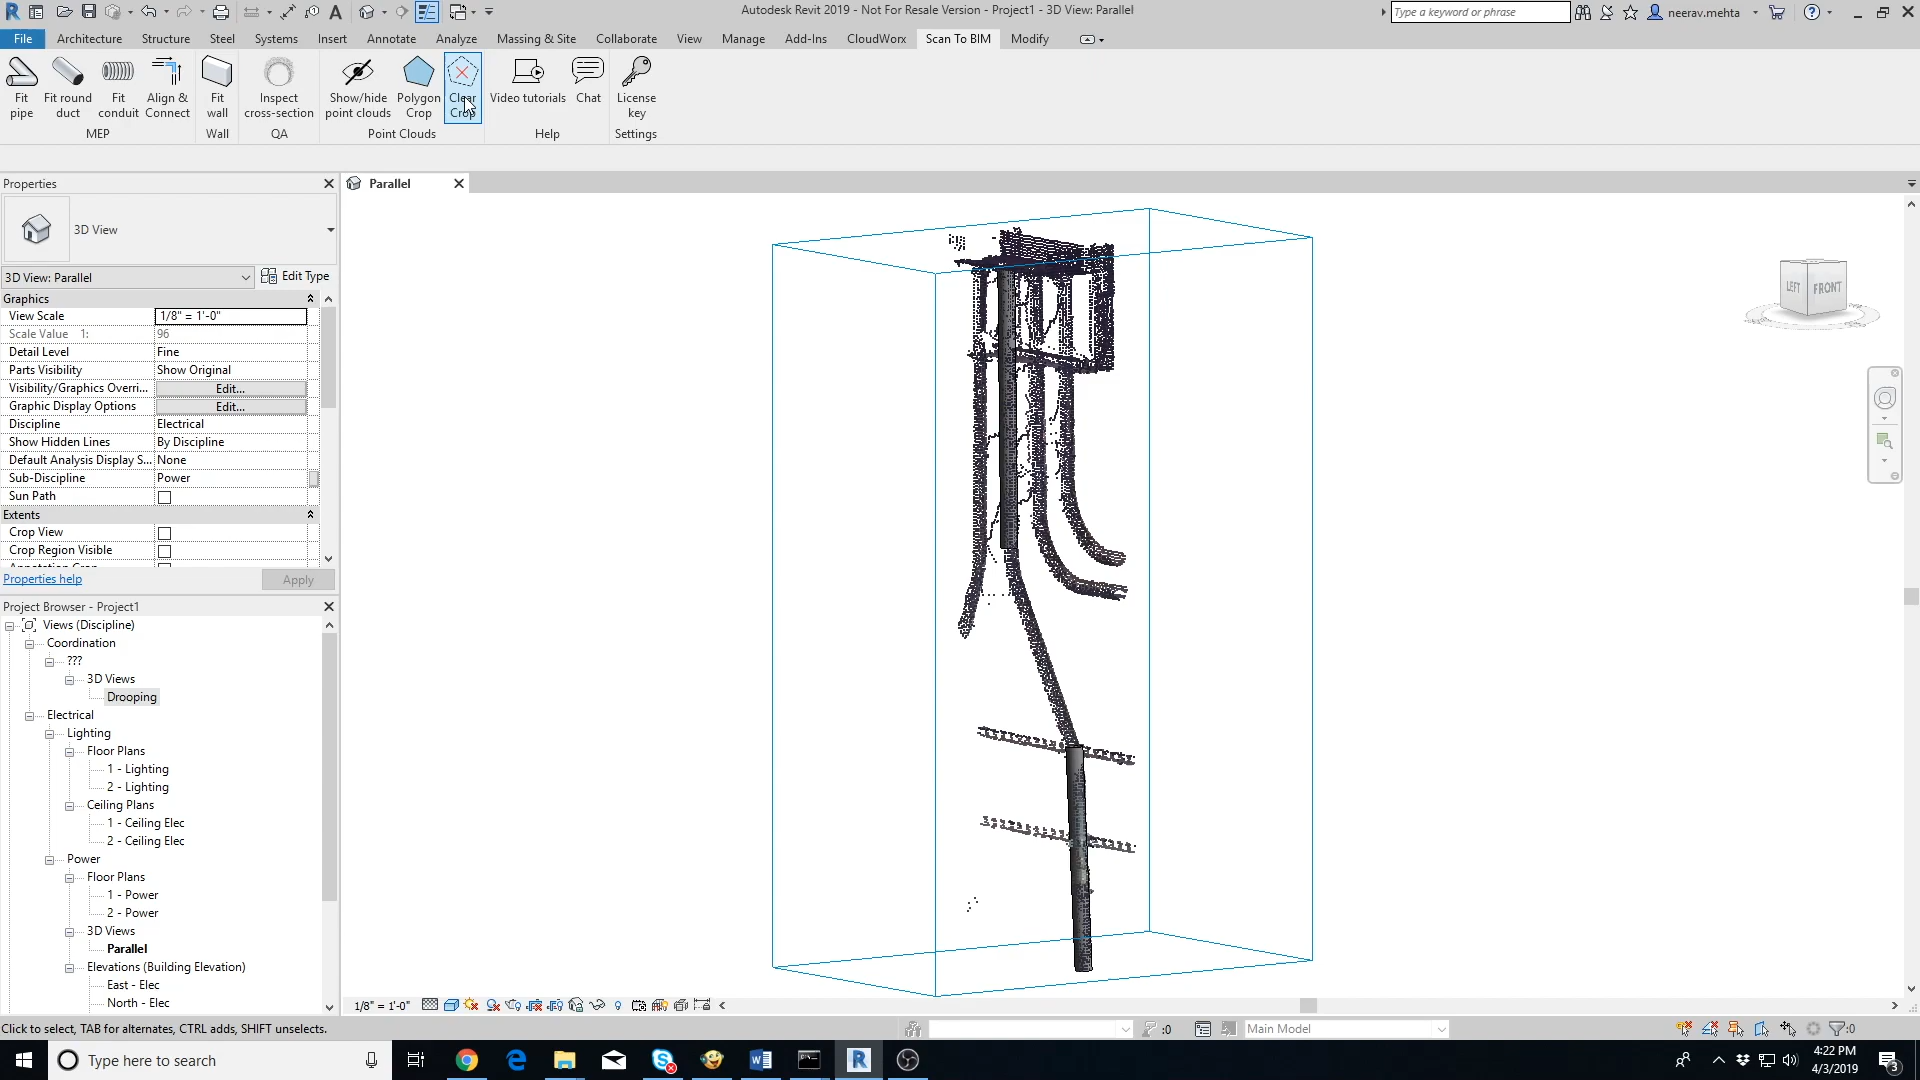 Autodesk Revit 2019 - Not For Resale Version - Project1 - 3D View: Parallel
Type a keyword or phrase
neerav.mehta
File Architecture Structure Steel Systems Insert Annotate Analyze Massing & Site Collaborate View Manage Add-Ins CloudWorx Scan To BIM Modify
Fit pipe
Fit round duct
Fit conduit
Align & Connect
Fit wall
Inspect cross-section
Show/hide point clouds
Polygon Crop
Clear Crop
Video tutorials
Chat
License key
MEP Wall QA Point Clouds Help Settings
Properties
Parallel
3D View
3D View: Parallel
Edit Type
Graphics
View Scale 1/8" = 1'-0"
Scale Value 1: 96
Detail Level Fine
Parts Visibility Show Original
Visibility/Graphics Overri... Edit...
Graphic Display Options Edit...
Discipline Electrical
Show Hidden Lines By Discipline
Default Analysis Display S... None
Sub-Discipline Power
Sun Path
Extents
Crop View
Crop Region Visible
Properties help Apply
LEFT FRONT
Project Browser - Project1
Views (Discipline)
Coordination
???
3D Views
Drooping
Electrical
Lighting
Floor Plans
1 - Lighting
2 - Lighting
Ceiling Plans
1 - Ceiling Elec
2 - Ceiling Elec
Power
Floor Plans
1 - Power
2 - Power
3D Views
Parallel
Elevations (Building Elevation)
East - Elec
North - Elec
1/8" = 1'-0"
Click to select, TAB for alternates, CTRL adds, SHIFT unselects.
:0
Main Model
:0
Type here to search
4:22 PM
4/3/2019
3